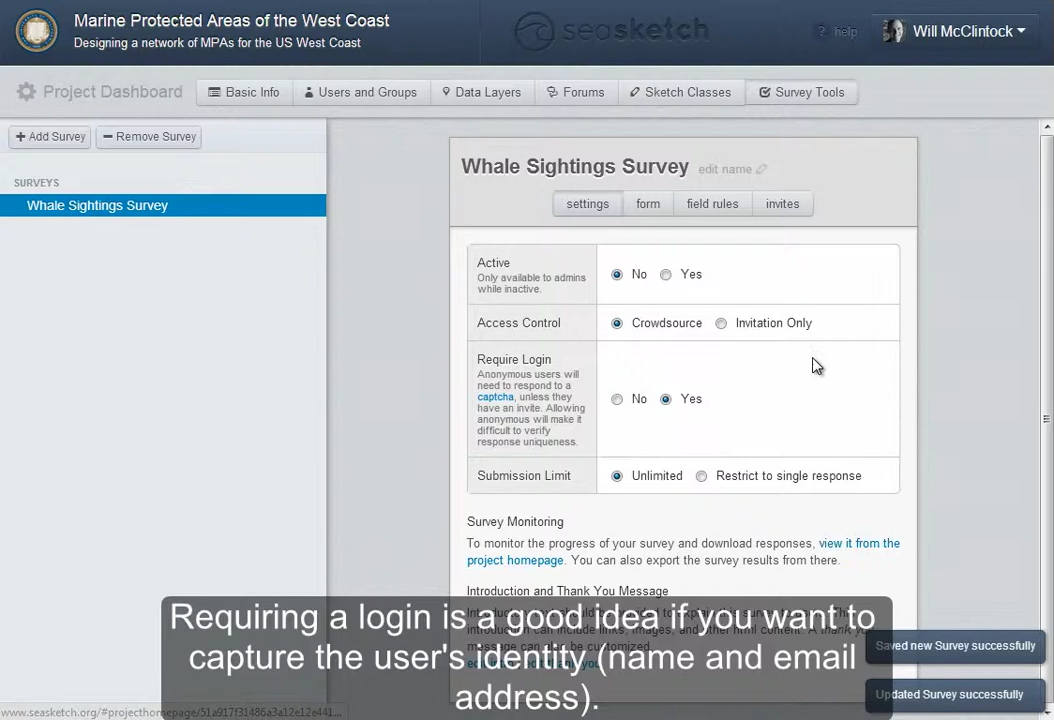 Marine Protected Areas of the West Coast
Designing a network of MPAs for the US West Coast
seasketch
? help
Will McClintock
Project Dashboard
Basic Info
Users and Groups
Data Layers
Forums
Sketch Classes
Survey Tools
Add Survey
Remove Survey
SURVEYS
Whale Sightings Survey
Whale Sightings Survey edit name
settings form field rules invites
Active
Only available to admins
while inactive.
No Yes
Access Control
Crowdsource Invitation Only
Require Login
Anonymous users will
need to respond to a
captcha, unless they
have an invite. Allowing
anonymous will make it
difficult to verify
response uniqueness.
No Yes
Submission Limit
Unlimited Restrict to single response
Survey Monitoring
To monitor the progress of your survey and download responses, view it from the
project homepage. You can also export the survey results from there.
Introduction and Thank You Message
Requiring a login is a good idea if you want to
capture the user's identity (name and email
address).
Saved new Survey successfully
Updated Survey successfully
www.seasketch.org/#projecthomepage/51a917f31486a3a12e12e441...